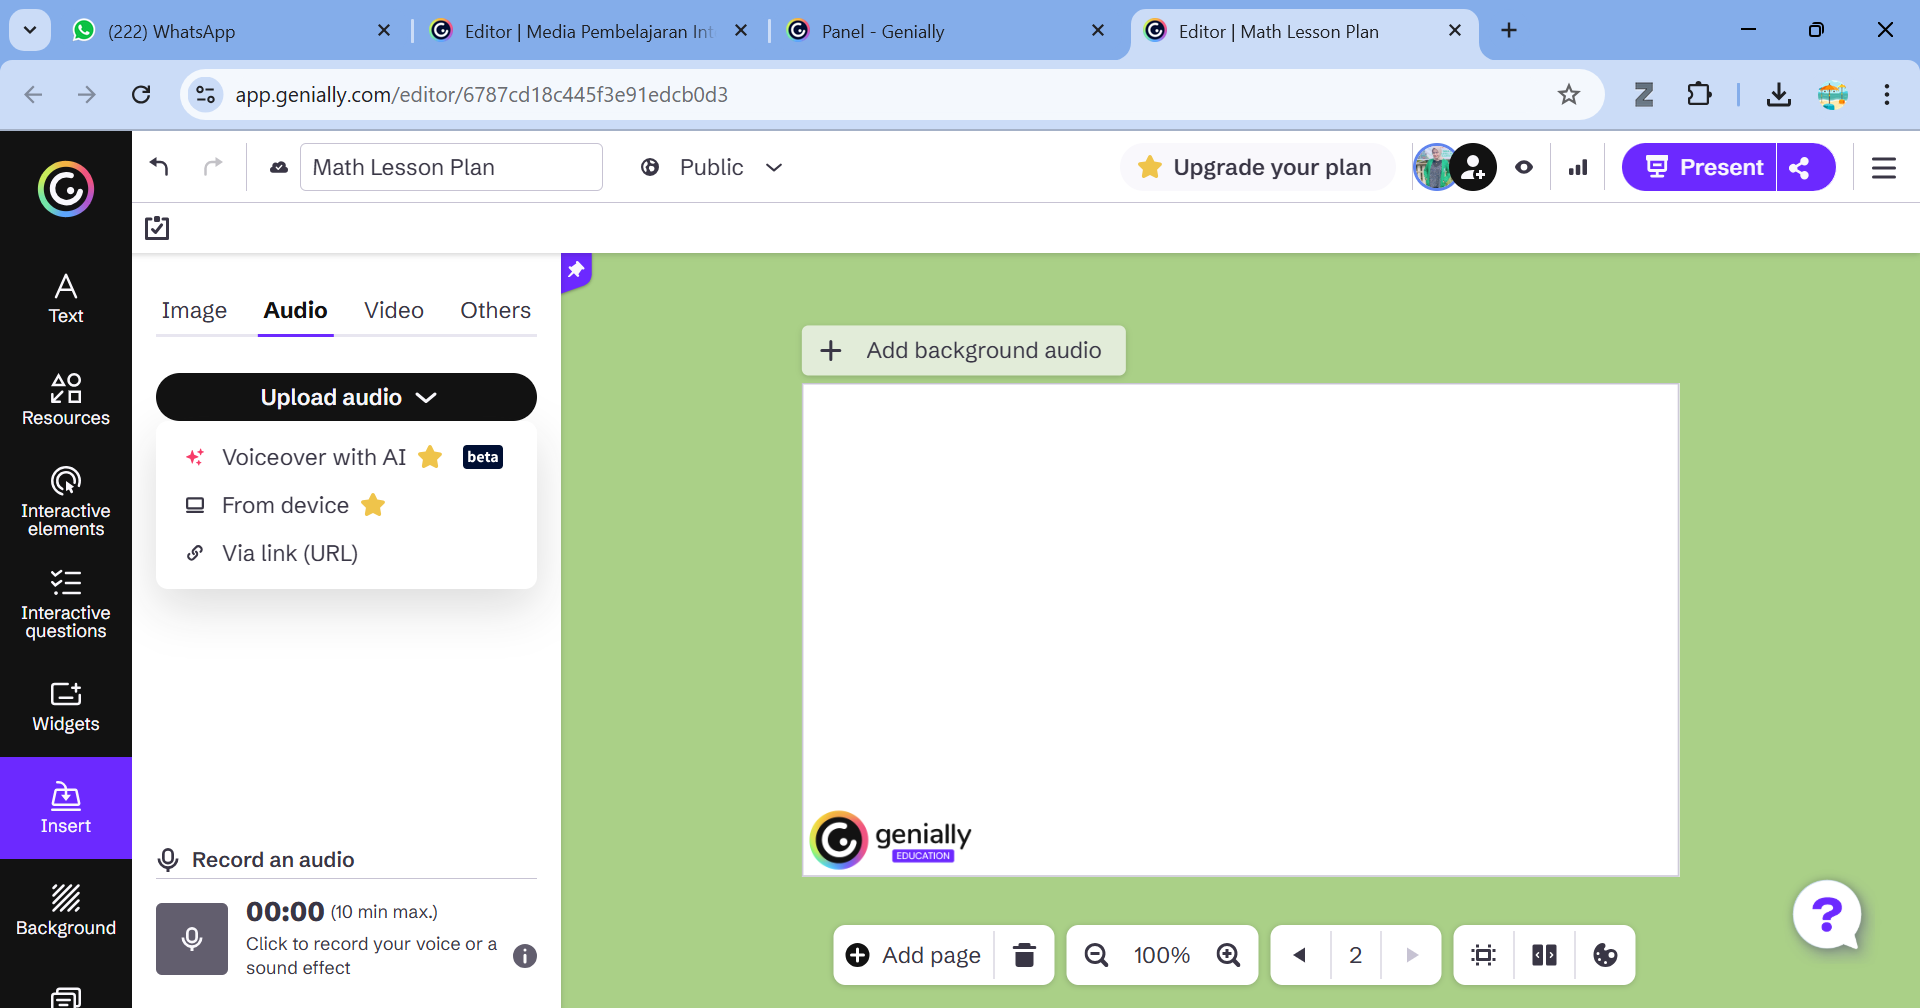 (222) WhatsApp
Editor | Media Pembelajaran Int
Panel - Genially
Editor | Math Lesson Plan
app.genially.com/editor/6787cd18c445f3e91edcb0d3
Math Lesson Plan
Public
Upgrade your plan
Present
Text
Resources
Interactive
elements
Interactive
questions
Widgets
Insert
Background
Image
Audio
Video
Others
Upload audio
Voiceover with AI
beta
From device
Via link (URL)
Record an audio
00:00 (10 min max.)
Click to record your voice or a
sound effect
Add background audio
genially
EDUCATION
Add page
100%
2
?